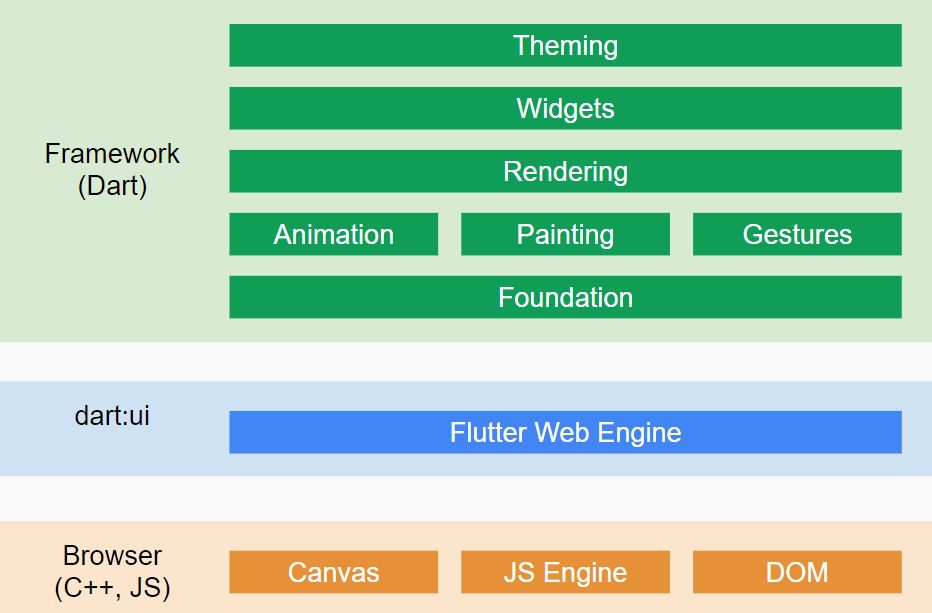 Framework
(Dart)
Theming
Widgets
Rendering
Animation Painting Gestures
Foundation
dart:ui
Flutter Web Engine
Browser
(C++, JS)
Canvas JS Engine DOM